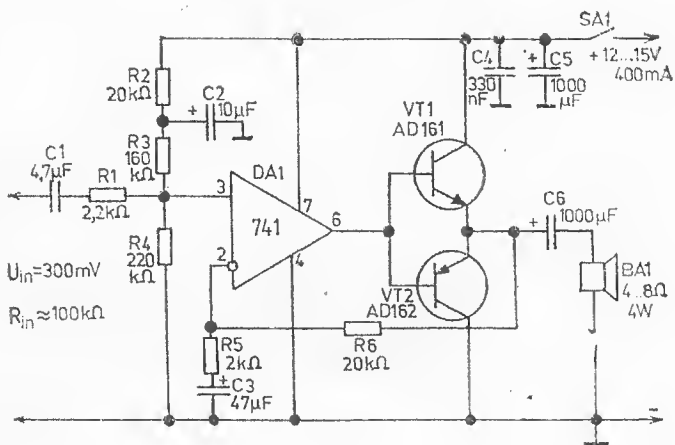 SA1
+12...15V
400mA
R2
20kΩ
C2
+ 10µF
C4
330
nF
+ C5
1000
µF
VT1
AD161
R3
160
kΩ
C1
4,7µF
R1
2,2kΩ
DA1
741
3
2
7
4
6
C6
+ 1000µF
R4
220
kΩ
Uin=300mV
Rin≈100kΩ
VT2
AD162
BA1
4...8Ω
4W
R5
2kΩ
R6
20kΩ
+ C3
47µF
-